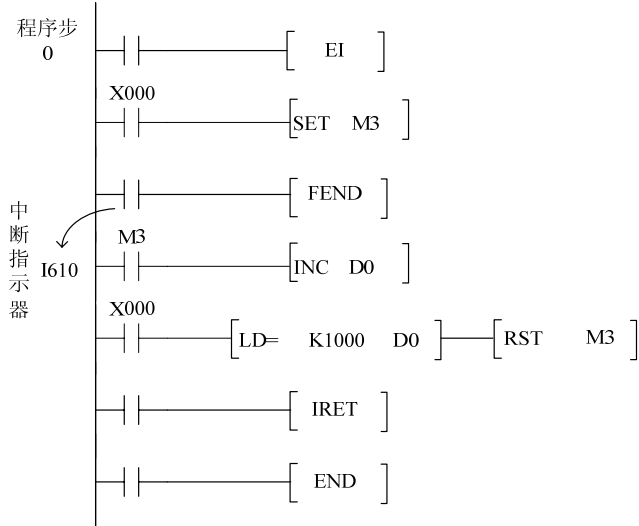 程序步
0
EI
X000
SET M3
FEND
中断指示器
M3
I610
INC D0
X000
LD= K1000 D0
RST M3
IRET
END